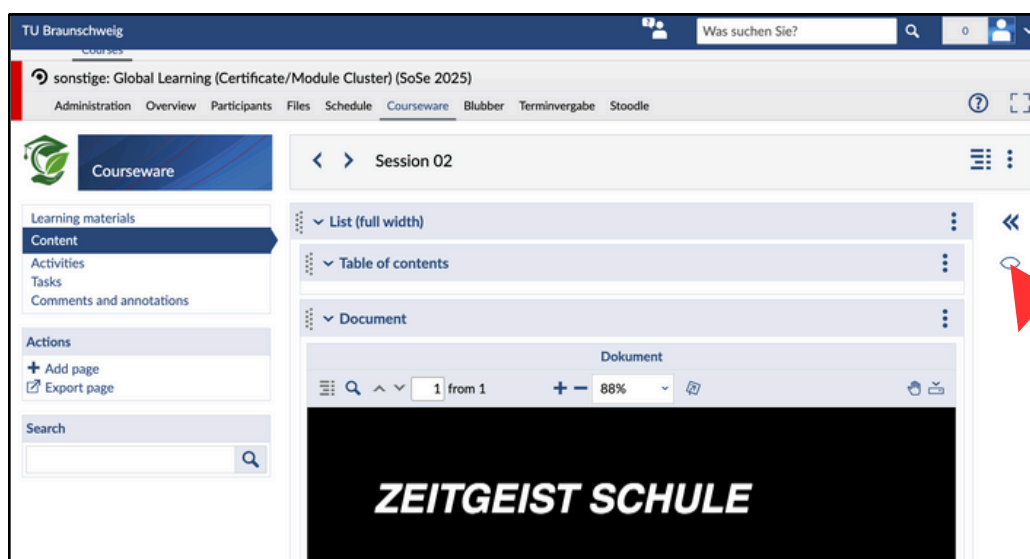 TU Braunschweig
?
Was suchen Sie?
0
Courses
sonstige: Global Learning (Certificate/Module Cluster) (SoSe 2025)
Administration Overview Participants Files Schedule Courseware Blubber Terminvergabe Stoodle
?
Courseware
Session 02
Learning materials
Content
Activities
Tasks
Comments and annotations
Actions
Add page
Export page
Search
List (full width)
Table of contents
Document
Dokument
1 from 1
88%
ZEITGEIST SCHULE